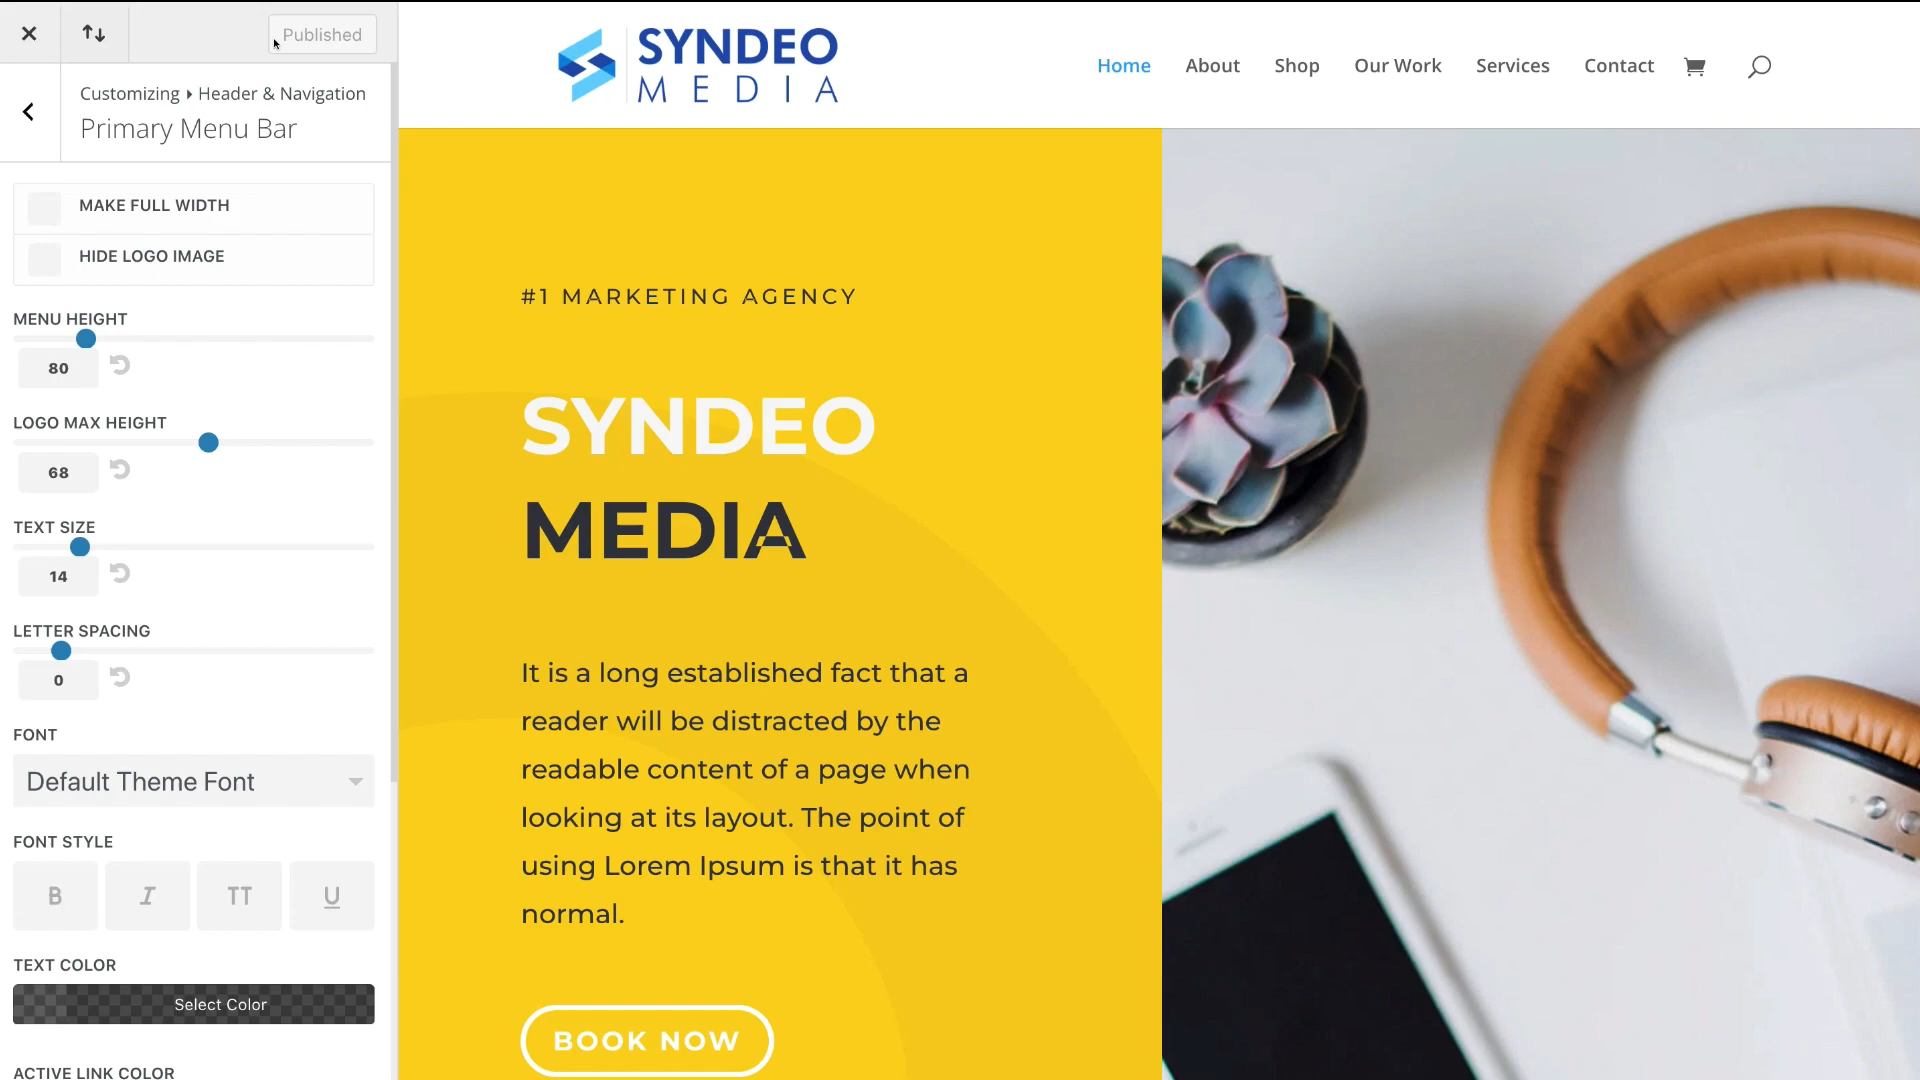 Published
Customizing ▸ Header & Navigation
Primary Menu Bar
MAKE FULL WIDTH
HIDE LOGO IMAGE
MENU HEIGHT
80
LOGO MAX HEIGHT
68
TEXT SIZE
14
LETTER SPACING
0
FONT
Default Theme Font
FONT STYLE
B I TT U
TEXT COLOR
Select Color
ACTIVE LINK COLOR
SYNDEO
MEDIA
Home About Shop Our Work Services Contact
#1 MARKETING AGENCY
SYNDEO
MEDIA
It is a long established fact that a
reader will be distracted by the
readable content of a page when
looking at its layout. The point of
using Lorem Ipsum is that it has
normal.
BOOK NOW